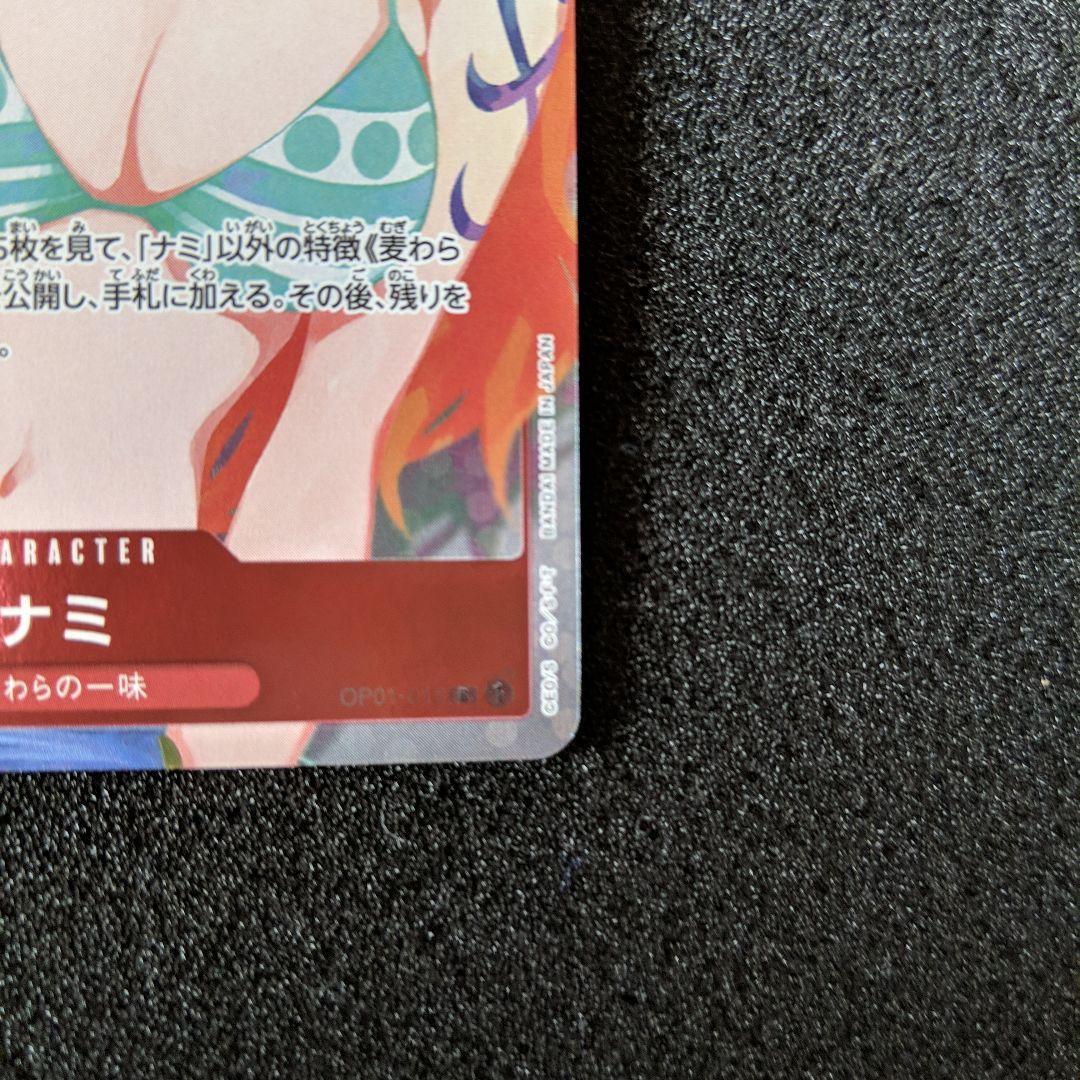 枚を見て、「ナミ」以外の特徴《麦わら
公開し、手札に加える。その後、残りを
。
ARACTER
ナミ
わらの一味
BANDAI MADE IN JAPAN